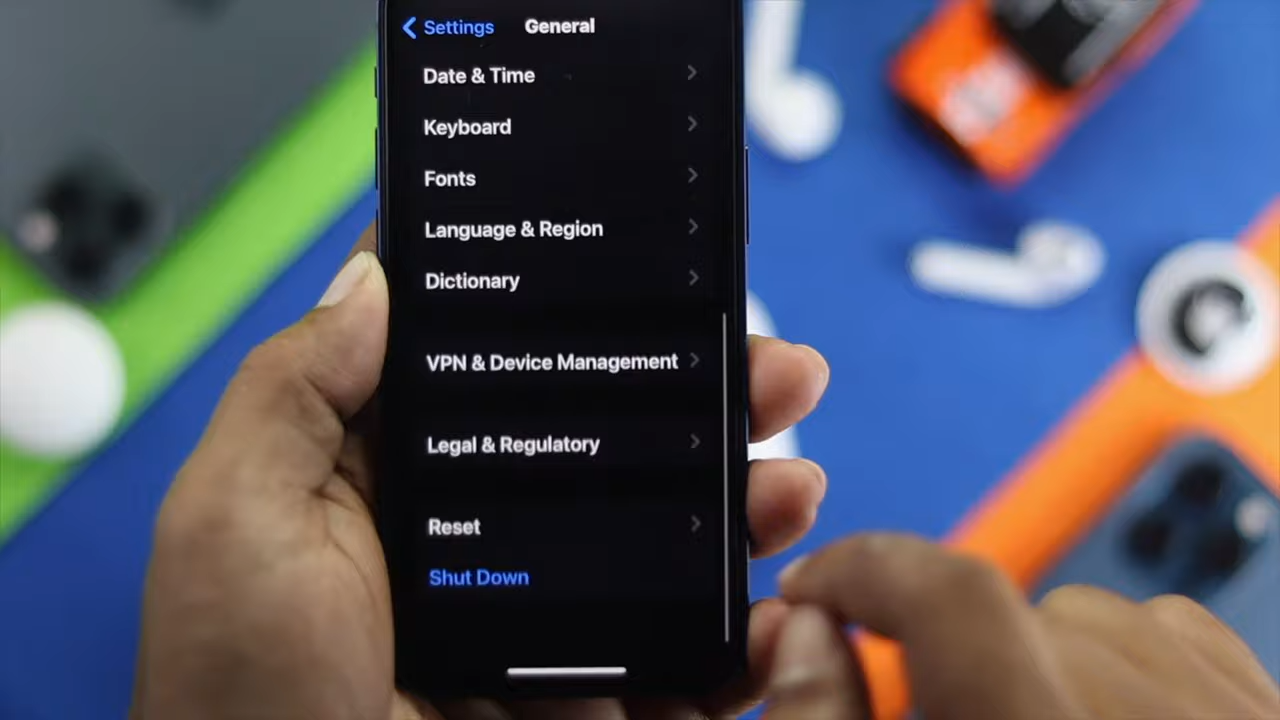 Settings
General
Date & Time
Keyboard
Fonts
Language & Region
Dictionary
VPN & Device Management
Legal & Regulatory
Reset
Shut Down